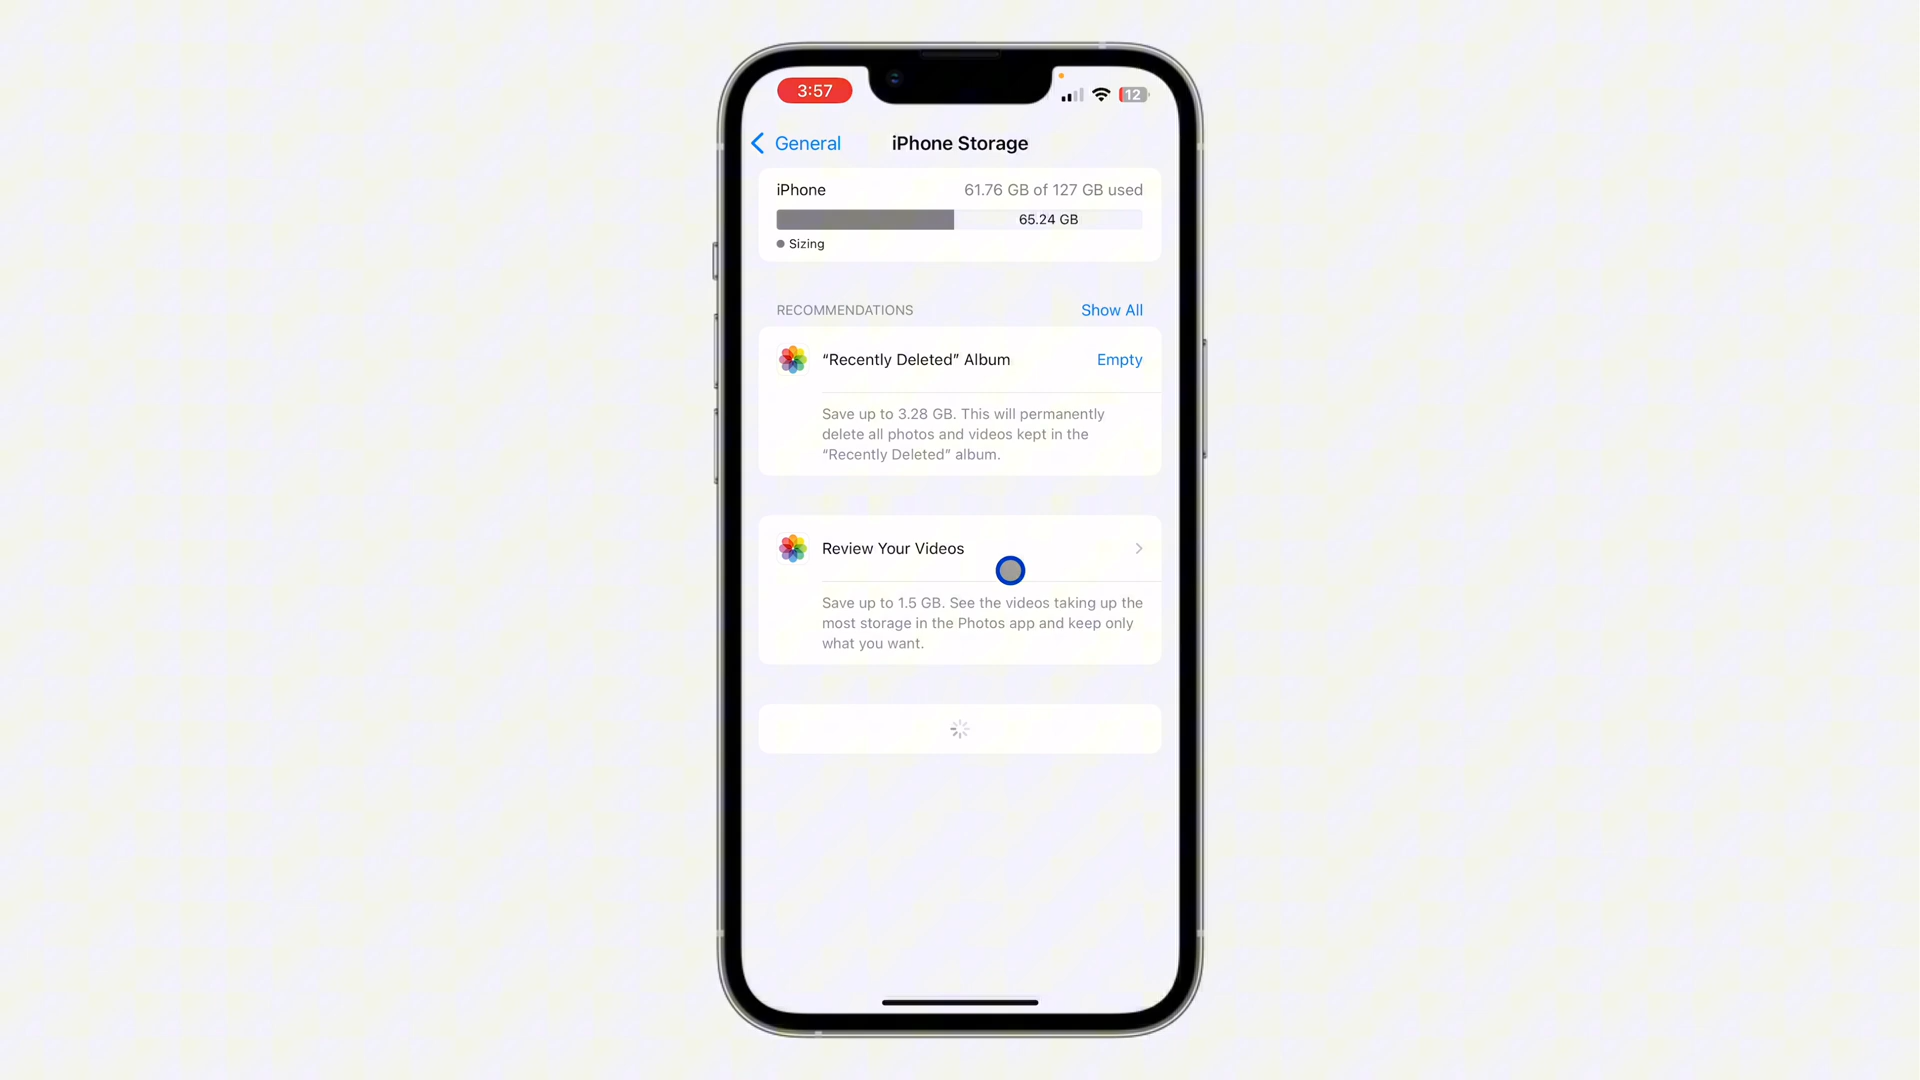 3:57
12
General
iPhone Storage
iPhone
61.76 GB of 127 GB used
65.24 GB
Sizing
RECOMMENDATIONS
Show All
“Recently Deleted” Album
Empty
Save up to 3.28 GB. This will permanently
delete all photos and videos kept in the
“Recently Deleted” album.
Review Your Videos
Save up to 1.5 GB. See the videos taking up the
most storage in the Photos app and keep only
what you want.